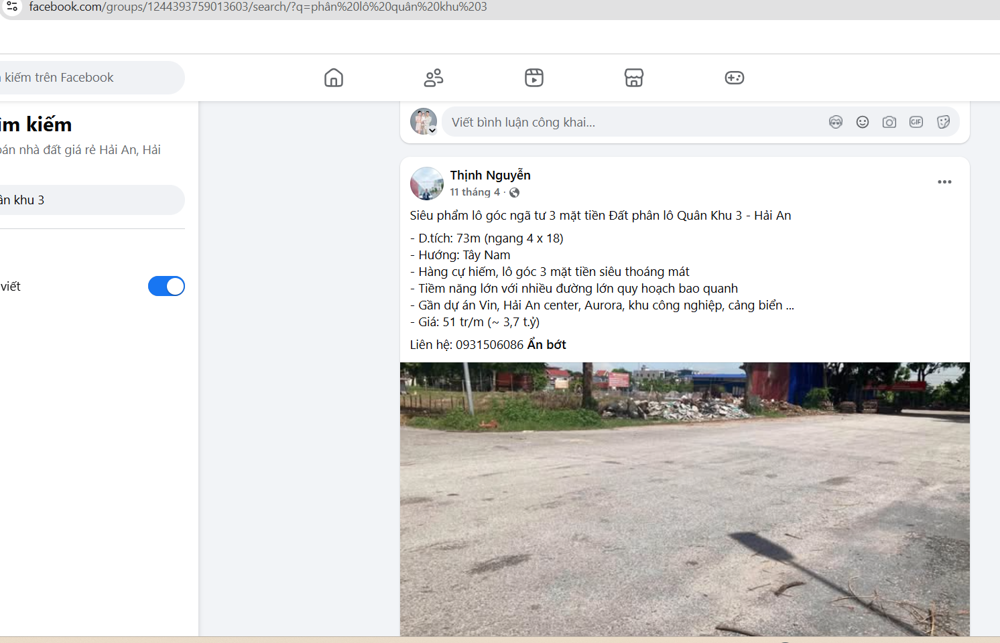 facebook.com/groups/1244393759013603/search/?q=phân%20lô%20quân%20khu%203
kiếm trên Facebook
ìm kiếm
bán nhà đất giá rẻ Hải An, Hải
ân khu 3
viết
Viết bình luận công khai...
GIF
Thịnh Nguyễn
11 tháng 4 ·
Siêu phẩm lô góc ngã tư 3 mặt tiền Đất phân lô Quân Khu 3 - Hải An
- D.tích: 73m (ngang 4 x 18)
- Hướng: Tây Nam
- Hàng cự hiếm, lô góc 3 mặt tiền siêu thoáng mát
- Tiềm năng lớn với nhiều đường lớn quy hoạch bao quanh
- Gần dự án Vin, Hải An center, Aurora, khu công nghiệp, cảng biển ...
- Giá: 51 tr/m (~ 3,7 t.ỷ)
Liên hệ: 0931506086 Ẩn bớt